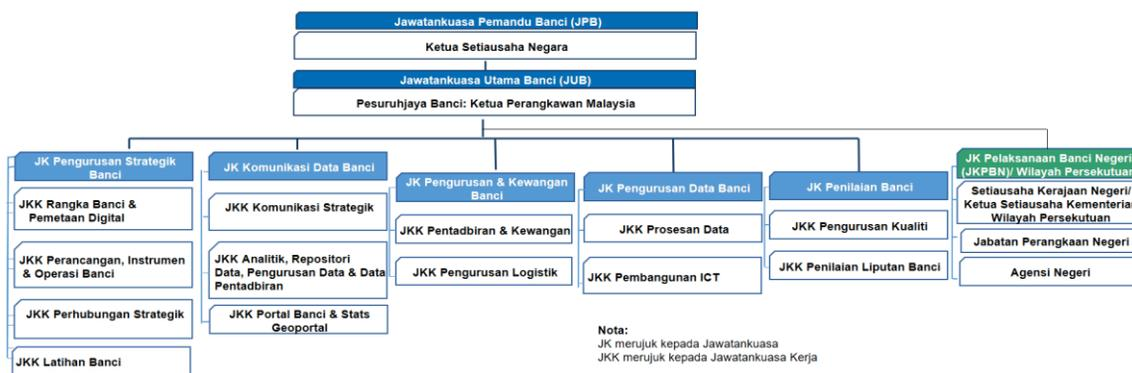 Jawatankuasa Pemandu Banci (JPB)
Ketua Setiausaha Negara
Jawatankuasa Utama Banci (JUB)
Pesuruhjaya Banci: Ketua Perangkawan Malaysia
JK Pengurusan Strategik
Banci
JKK Rangka Banci &
Pemetaan Digital
JKK Perancangan, Instrumen
& Operasi Banci
JKK Perhubungan Strategik
JKK Latihan Banci
JK Komunikasi Data Banci
JKK Komunikasi Strategik
JKK Analitik, Repositori
Data, Pengurusan Data & Data
Pentadbiran
JKK Portal Banci & Stats
Geoportal
JK Pengurusan & Kewangan
Banci
JKK Pentadbiran & Kewangan
JKK Pengurusan Logistik
JK Pengurusan Data Banci
JKK Prosesan Data
JKK Pembangunan ICT
JK Penilaian Banci
JKK Pengurusan Kualiti
JKK Penilaian Liputan Banci
JK Pelaksanaan Banci Negeri
(JKPBN)/ Wilayah Persekutuan
Setiausaha Kerajaan Negeri/
Ketua Setiausaha Kementerian
Wilayah Persekutuan
Jabatan Perangkaan Negeri
Agensi Negeri
Nota:
JK merujuk kepada Jawatankuasa
JKK merujuk kepada Jawatankuasa Kerja